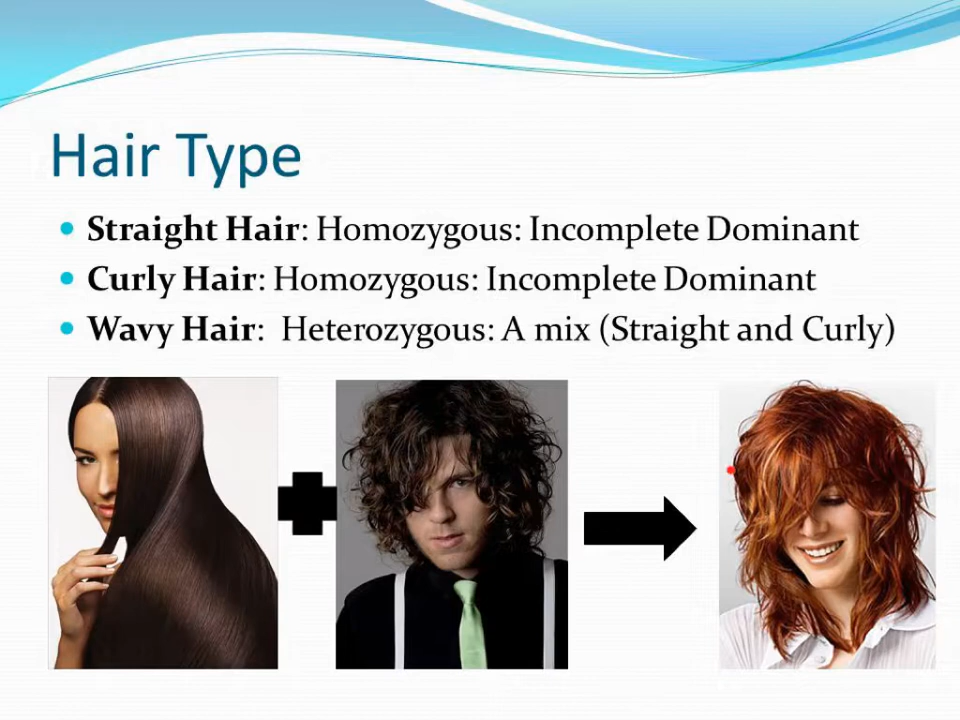 Hair Type
Straight Hair: Homozygous: Incomplete Dominant
Curly Hair: Homozygous: Incomplete Dominant
Wavy Hair: Heterozygous: A mix (Straight and Curly)